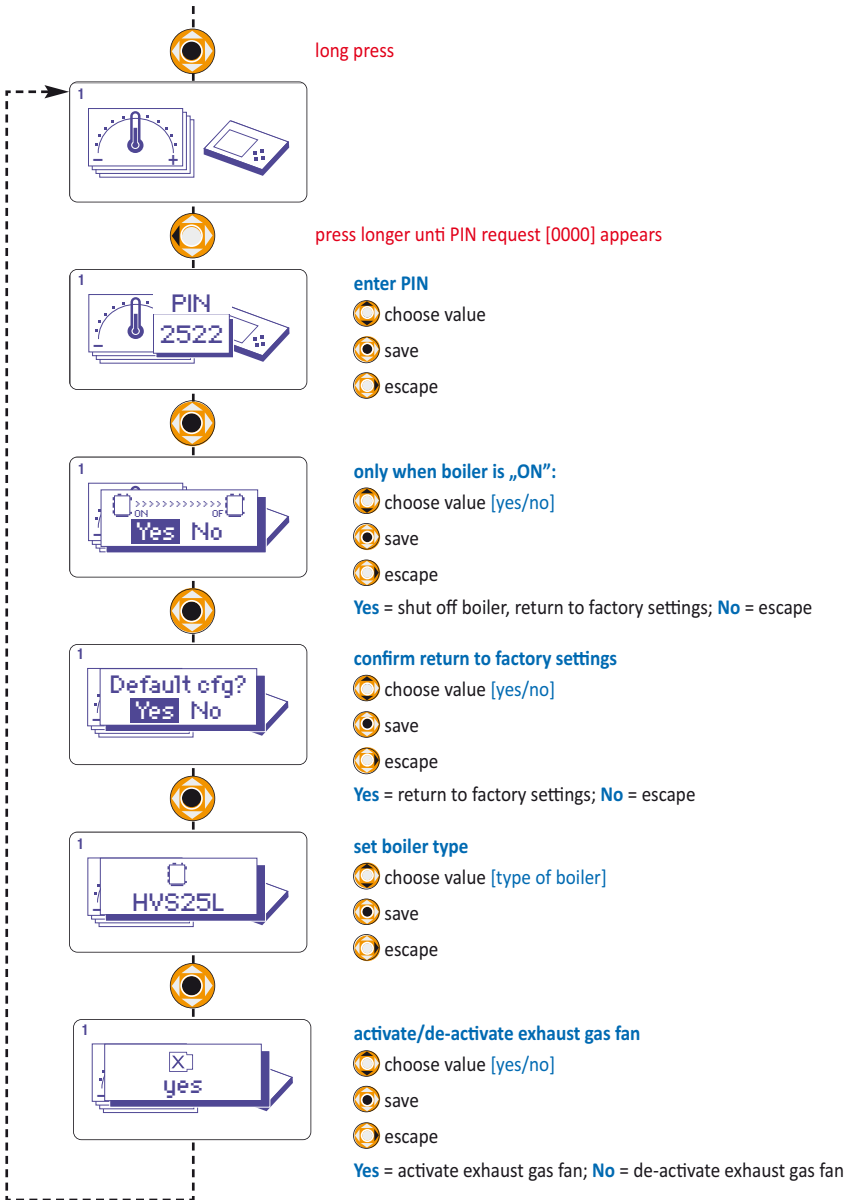 long press
1
- +
press longer unti PIN request [0000] appears
1
PIN
2522
-
enter PIN
choose value
save
escape
1
>>>>>>>>>>>>>
ON OF
Yes No
only when boiler is „ON”:
choose value [yes/no]
save
escape
Yes = shut off boiler, return to factory settings; No = escape
1
Default cfg?
Yes No
confirm return to factory settings
choose value [yes/no]
save
escape
Yes = return to factory settings; No = escape
1
HVS25L
set boiler type
choose value [type of boiler]
save
escape
1
X
yes
activate/de-activate exhaust gas fan
choose value [yes/no]
save
escape
Yes = activate exhaust gas fan; No = de-activate exhaust gas fan